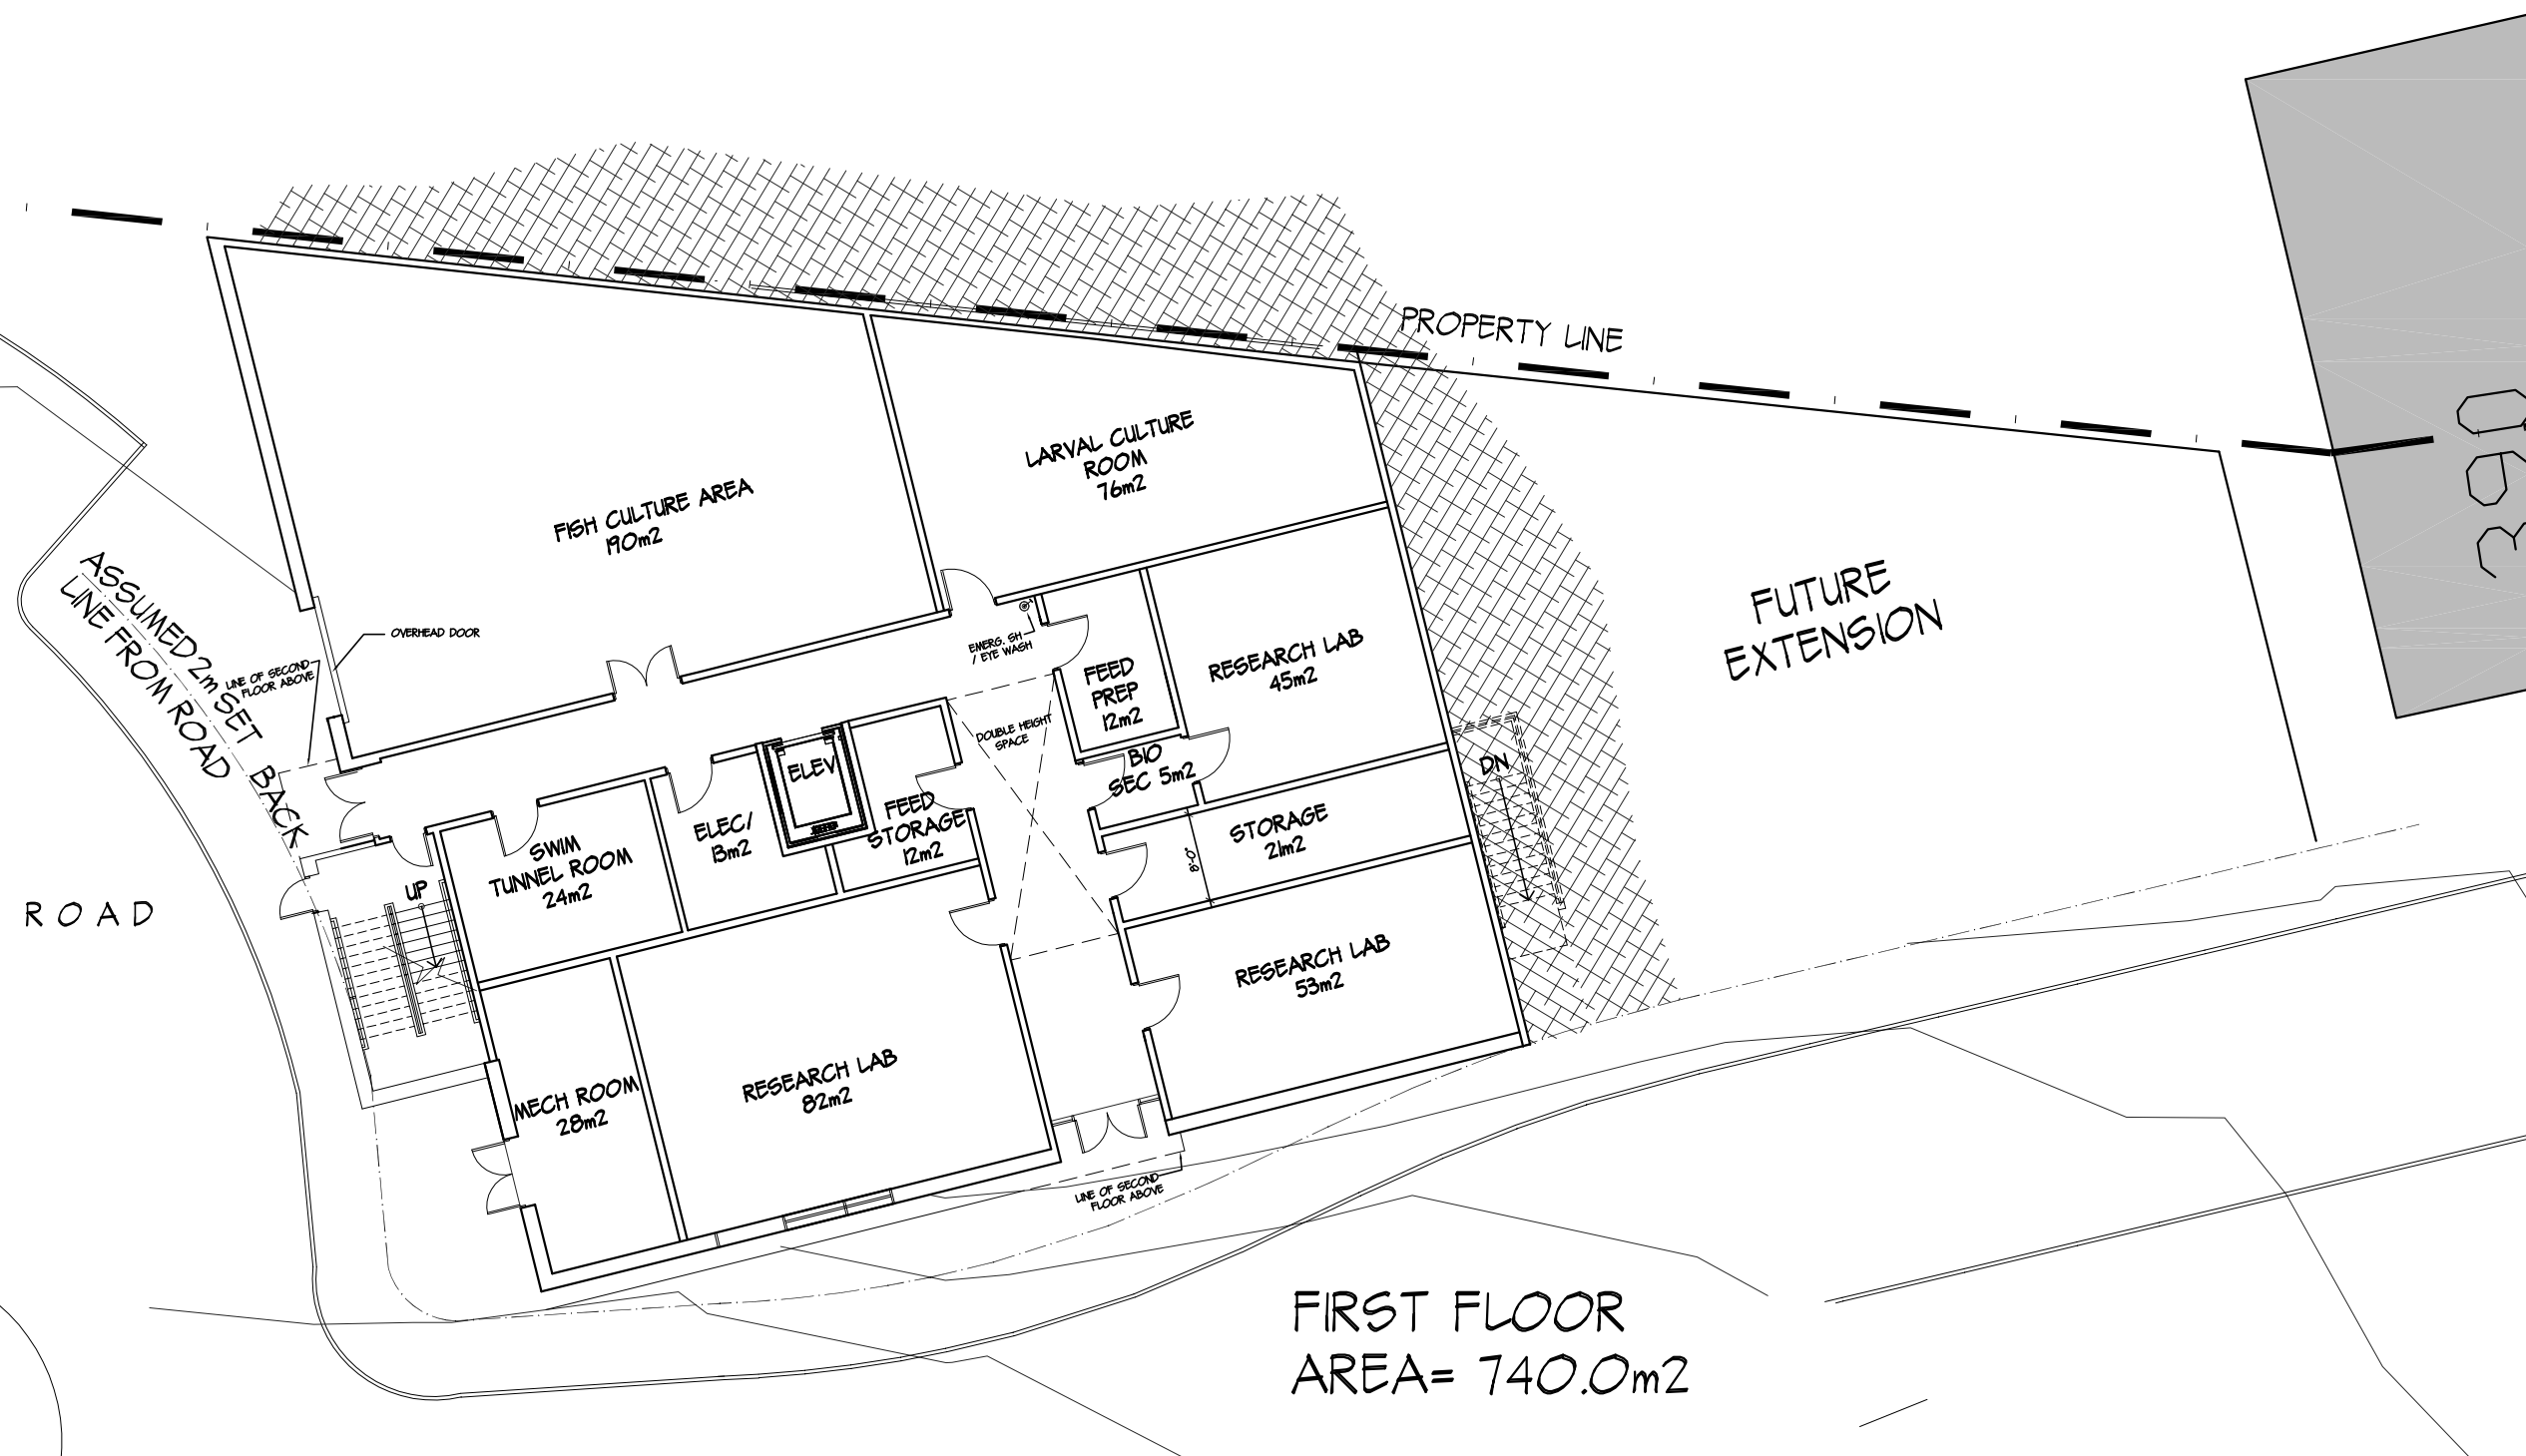 PROPERTY LINE
LARVAL CULTURE
ROOM
76m2
FISH CULTURE AREA
190m2
ASSUMED 2m SET
BACK
LINE FROM ROAD
OVERHEAD DOOR
LINE OF SECOND
FLOOR ABOVE
EMERG. SH
/ EYE WASH
FEED
PREP
12m2
RESEARCH LAB
45m2
FUTURE
EXTENSION
390
DOUBLE HEIGHT
SPACE
BIO
SEC 5m2
ELEV
DN
FEED
STORAGE
12m2
ELEC/
13m2
SWIM
TUNNEL ROOM
24m2
STORAGE
21m2
8'-0"
UP
ROAD
RESEARCH LAB
53m2
MECH ROOM
28m2
RESEARCH LAB
82m2
LINE OF SECOND
FLOOR ABOVE
FIRST FLOOR
AREA= 740.0m2